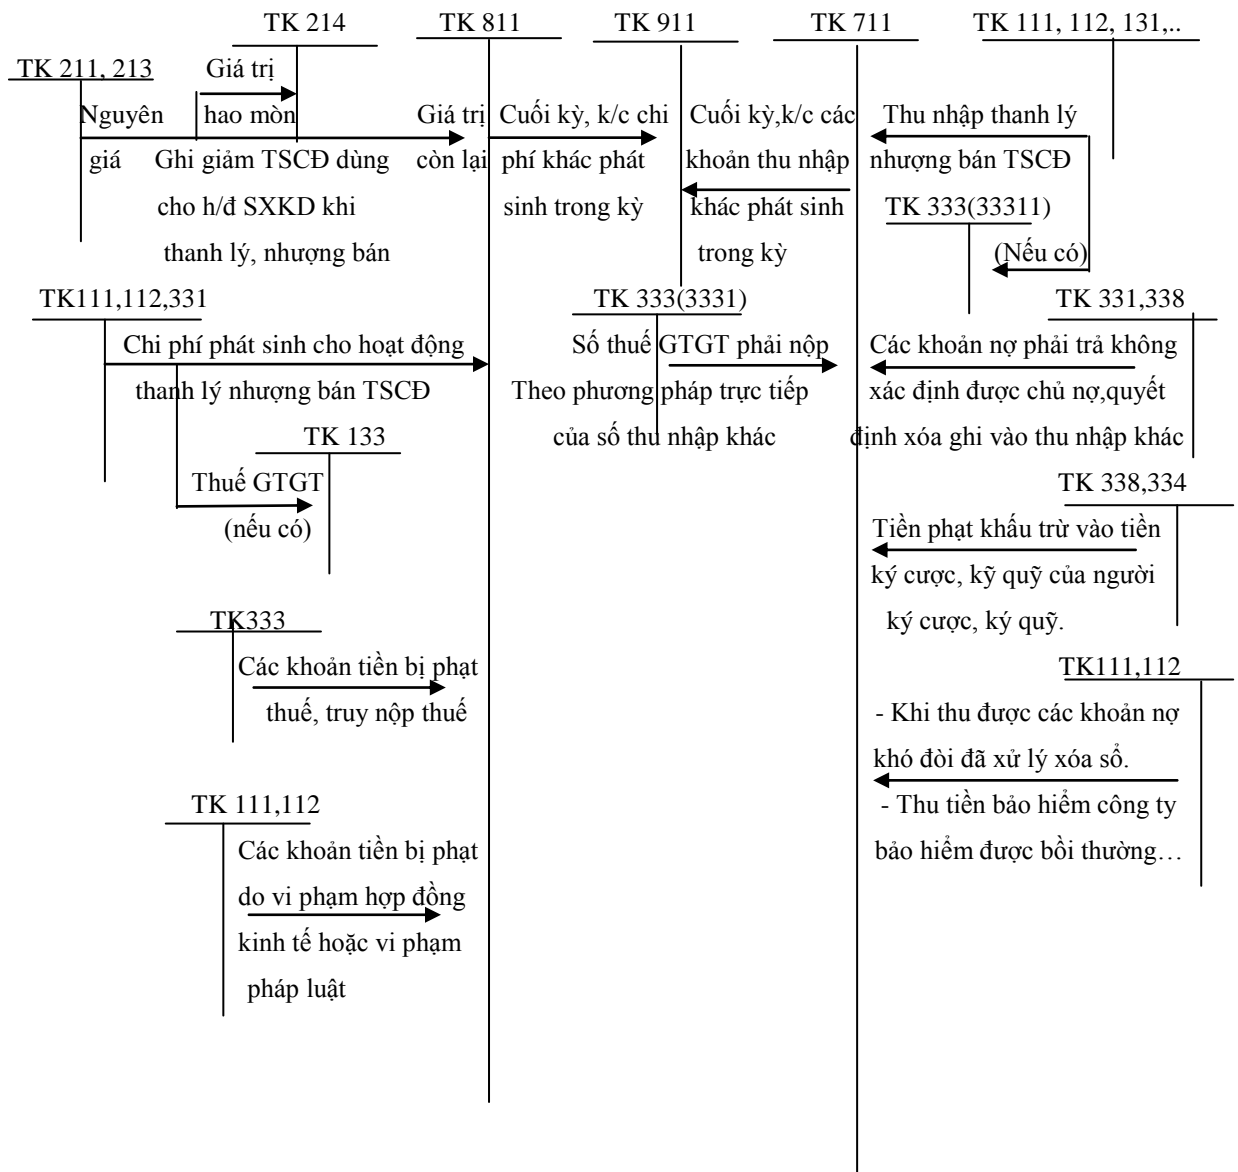 TK 214
TK 811
TK 911
TK 711
TK 111, 112, 131,..
TK 211, 213
Giá trị
hao mòn
Nguyên
giá
Ghi giảm TSCĐ dùng
cho h/đ SXKD khi
thanh lý, nhượng bán
Giá trị
còn lại
Cuối kỳ, k/c chi
phí khác phát
sinh trong kỳ
Cuối kỳ,k/c các
khoản thu nhập
khác phát sinh
trong kỳ
Thu nhập thanh lý
nhượng bán TSCĐ
TK 333(33311)
(Nếu có)
TK111,112,331
Chi phí phát sinh cho hoạt động
thanh lý nhượng bán TSCĐ
TK 133
Thuế GTGT
(nếu có)
TK 333(3331)
Số thuế GTGT phải nộp
Theo phương pháp trực tiếp
của số thu nhập khác
TK 331,338
Các khoản nợ phải trả không
xác định được chủ nợ,quyết
định xóa ghi vào thu nhập khác
TK 338,334
Tiền phạt khấu trừ vào tiền
ký cược, kỹ quỹ của người
ký cược, ký quỹ.
TK333
Các khoản tiền bị phạt
thuế, truy nộp thuế
TK111,112
- Khi thu được các khoản nợ
khó đòi đã xử lý xóa sổ.
- Thu tiền bảo hiểm công ty
bảo hiểm được bồi thường…
TK 111,112
Các khoản tiền bị phạt
do vi phạm hợp đồng
kinh tế hoặc vi phạm
pháp luật